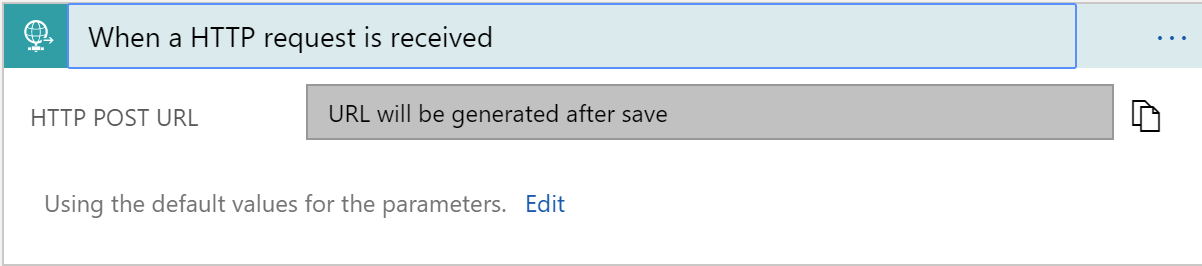 When a HTTP request is received
...
HTTP POST URL
URL will be generated after save
Using the default values for the parameters. Edit